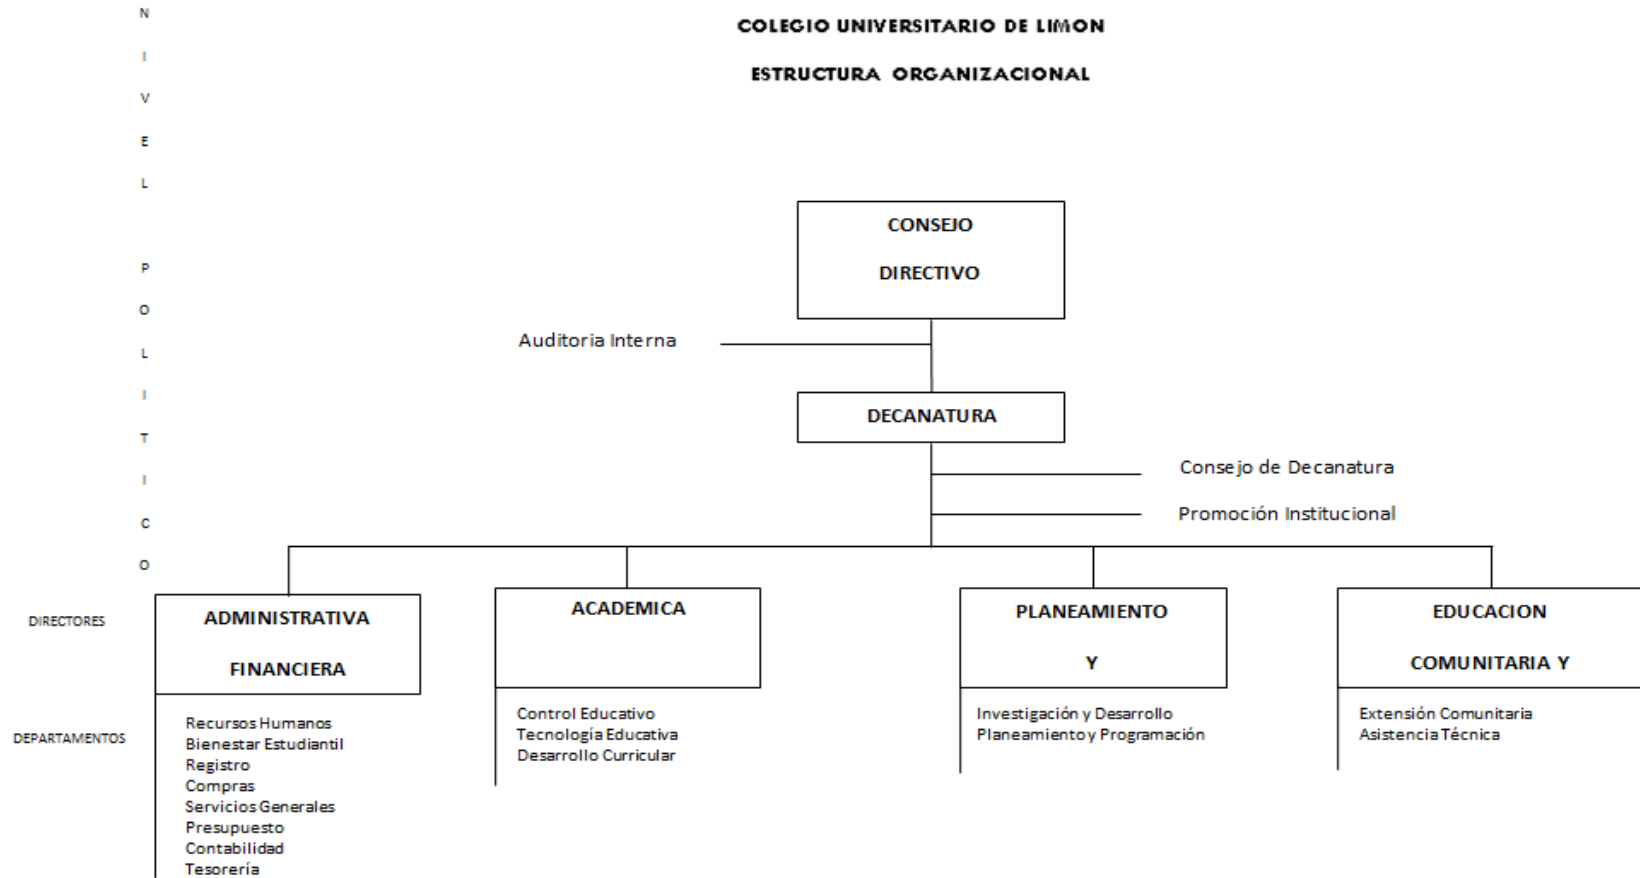 COLEGIO UNIVERSITARIO DE LIMON
ESTRUCTURA ORGANIZACIONAL
N
I
V
E
L
P
O
L
I
T
I
C
O
CONSEJO
DIRECTIVO
Auditoria Interna
DECANATURA
Consejo de Decanatura
Promoción Institucional
DIRECTORES
ADMINISTRATIVA
FINANCIERA
ACADEMICA
PLANEAMIENTO
Y
EDUCACION
COMUNITARIA Y
DEPARTAMENTOS
Recursos Humanos
Bienestar Estudiantil
Registro
Compras
Servicios Generales
Presupuesto
Contabilidad
Tesorería
Control Educativo
Tecnología Educativa
Desarrollo Curricular
Investigación y Desarrollo
Planeamiento y Programación
Extensión Comunitaria
Asistencia Técnica